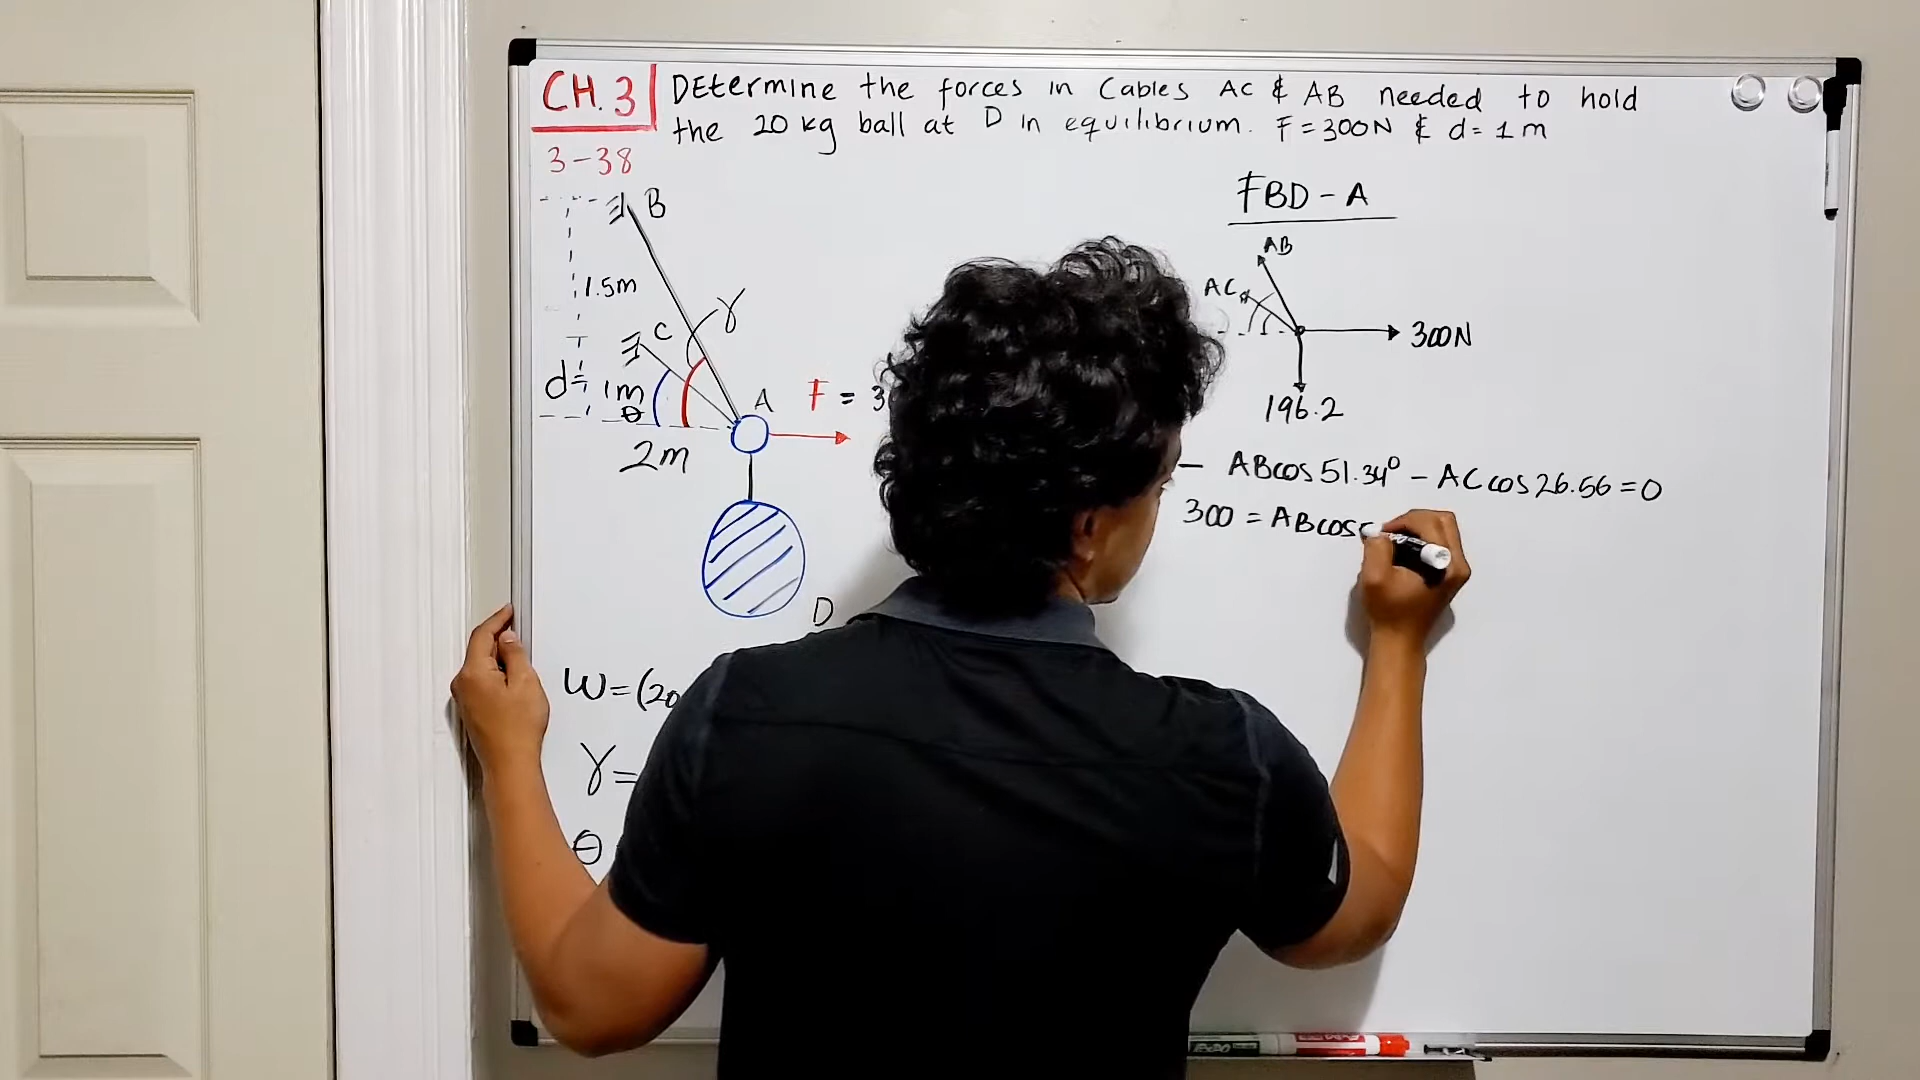 CH. 3
DEtermine the forces in Cables AC & AB needed to hold
the 20 kg ball at D in equilibrium. F = 300N & d = 1m
3-38
B
1.5m
C
γ
d =
1m
θ
A
F = 3
2m
D
W = (20
γ =
θ
FBD - A
AB
AC
300N
196.2
- ABcos 51.34° - AC cos 26.56 = 0
300 = ABcos
EXPO